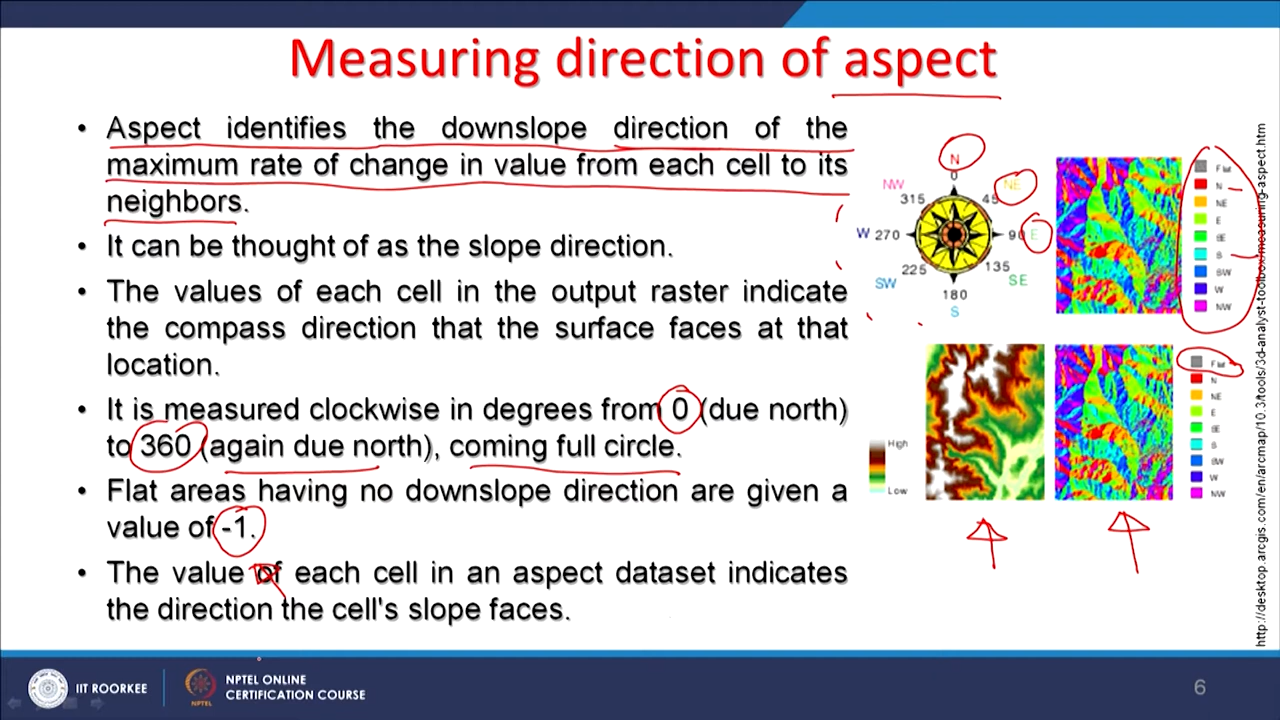 Measuring direction of aspect
• Aspect identifies the downslope direction of the
maximum rate of change in value from each cell to its
neighbors.
• It can be thought of as the slope direction.
• The values of each cell in the output raster indicate
the compass direction that the surface faces at that
location.
• It is measured clockwise in degrees from 0 (due north)
to 360 (again due north), coming full circle.
• Flat areas having no downslope direction are given a
value of -1.
• The value of each cell in an aspect dataset indicates
the direction the cell's slope faces.
N
0
NW
NE
315
45
W 270
90 E
225
135
SW
SE
180
S
Flat
N
NE
E
SE
S
SW
W
NW
High
Low
Flat
N
NE
E
SE
S
SW
W
NW
http://desktop.arcgis.com/en/arcmap/10.3/tools/3d-analyst-toolbox/measuring-aspect.htm
IIT ROORKEE
NPTEL
NPTEL ONLINE
CERTIFICATION COURSE
6